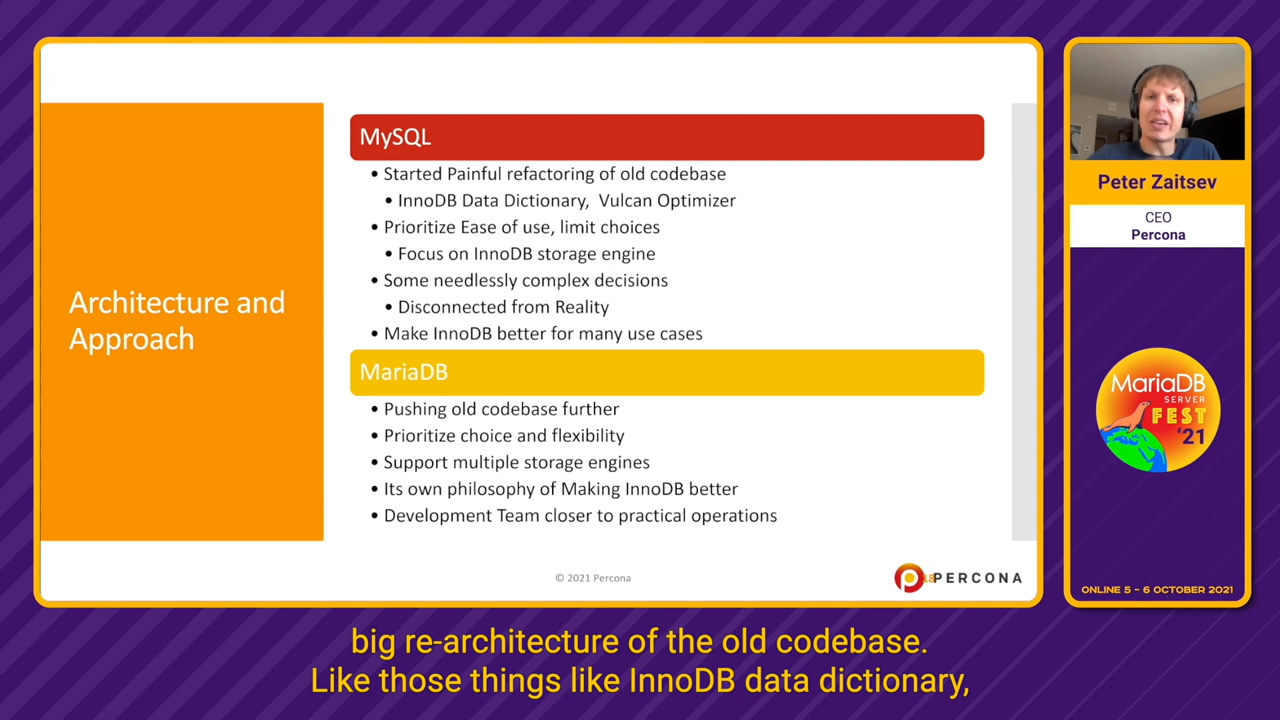 Architecture and
Approach
MySQL
• Started Painful refactoring of old codebase
• InnoDB Data Dictionary, Vulcan Optimizer
• Prioritize Ease of use, limit choices
• Focus on InnoDB storage engine
• Some needlessly complex decisions
• Disconnected from Reality
• Make InnoDB better for many use cases
MariaDB
• Pushing old codebase further
• Prioritize choice and flexibility
• Support multiple storage engines
• Its own philosophy of Making InnoDB better
• Development Team closer to practical operations
© 2021 Percona
18
PERCONA
Peter Zaitsev
CEO
Percona
MariaDB
SERVER
FEST
'21
ONLINE 5 - 6 OCTOBER 2021
big re-architecture of the old codebase.
Like those things like InnoDB data dictionary,